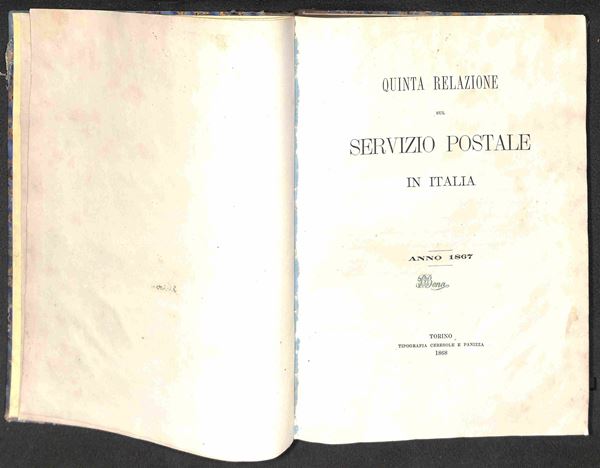 QUINTA RELAZIONE
SUL
SERVIZIO POSTALE
IN ITALIA
ANNO 1867
TORINO
TIPOGRAFIA CERESOLE E PANIZZA
1868